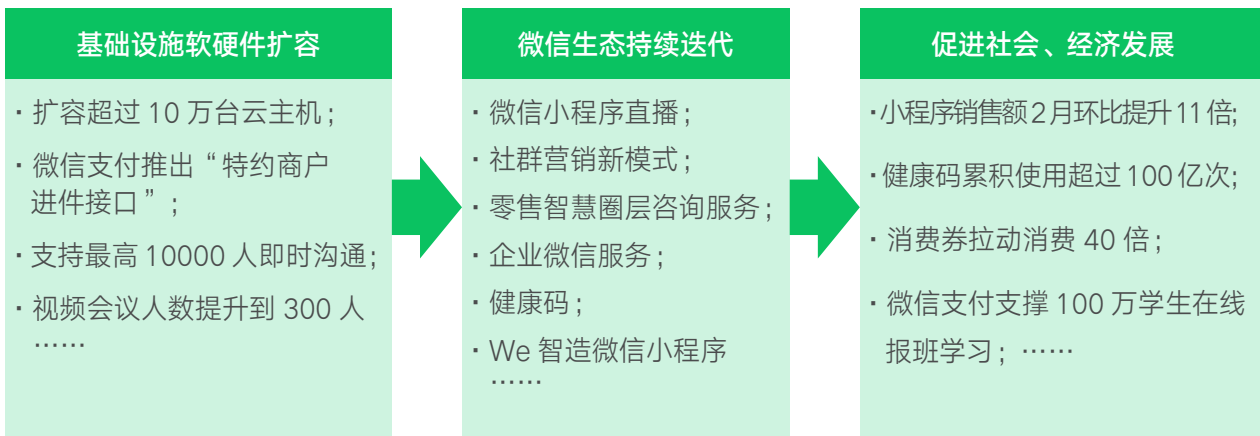 基础设施软硬件扩容
· 扩容超过 10 万台云主机；
· 微信支付推出“特约商户
进件接口”；
· 支持最高 10000 人即时沟通；
· 视频会议人数提升到 300 人
……
微信生态持续迭代
· 微信小程序直播；
· 社群营销新模式；
· 零售智慧圈层咨询服务；
· 企业微信服务；
· 健康码；
· We 智造微信小程序
……
促进社会、经济发展
· 小程序销售额 2 月环比提升 11 倍；
· 健康码累积使用超过 100 亿次；
· 消费券拉动消费 40 倍；
· 微信支付支撑 100 万学生在线
报班学习；……